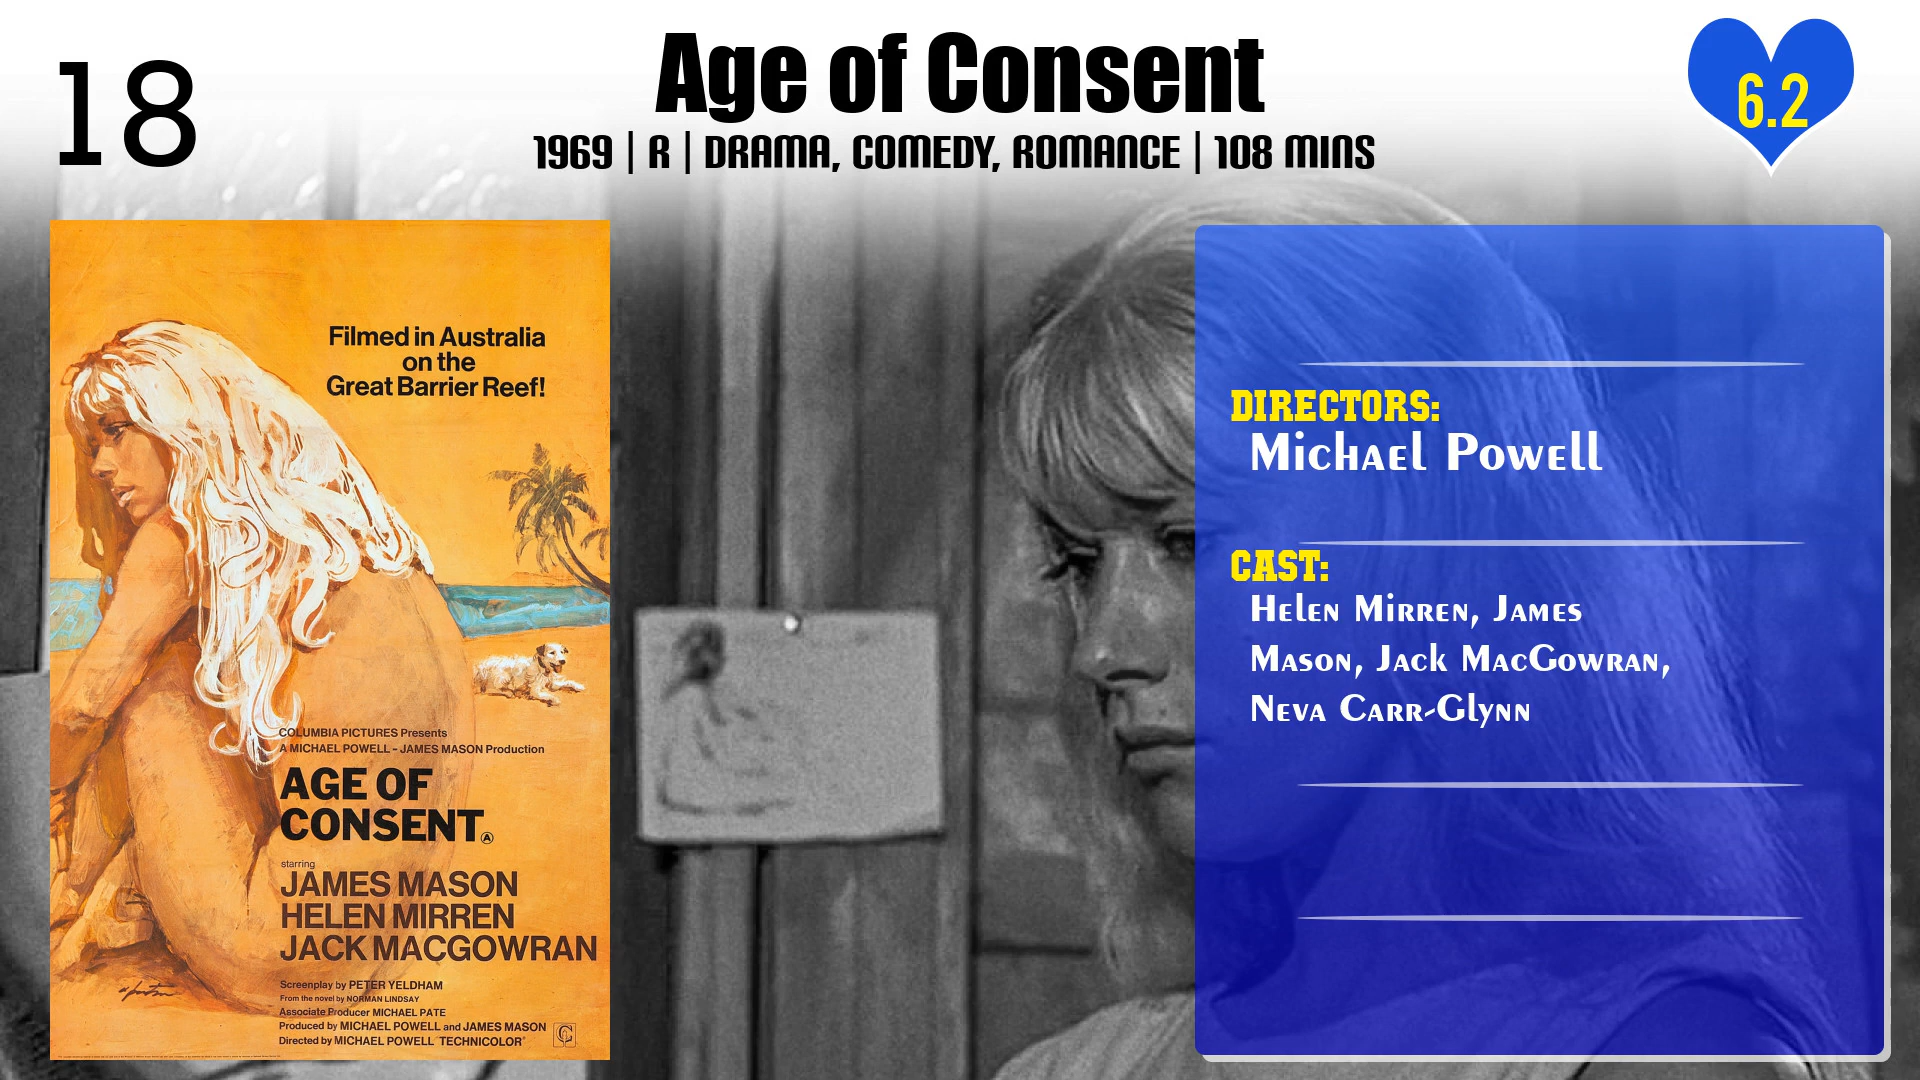 18
Age of Consent
1969 | R | DRAMA, COMEDY, ROMANCE | 108 MINS
6.2
Filmed in Australia
on the
Great Barrier Reef!
COLUMBIA PICTURES Presents
A MICHAEL POWELL - JAMES MASON Production
AGE OF
CONSENT A
starring
JAMES MASON
HELEN MIRREN
JACK MACGOWRAN
Screenplay by PETER YELDHAM
From the novel by NORMAN LINDSAY
Associate Producer MICHAEL PATE
Produced by MICHAEL POWELL and JAMES MASON
Directed by MICHAEL POWELL TECHNICOLOR®
DIRECTORS:
Michael Powell
CAST:
Helen Mirren, James
Mason, Jack MacGowran,
Neva Carr-Glynn